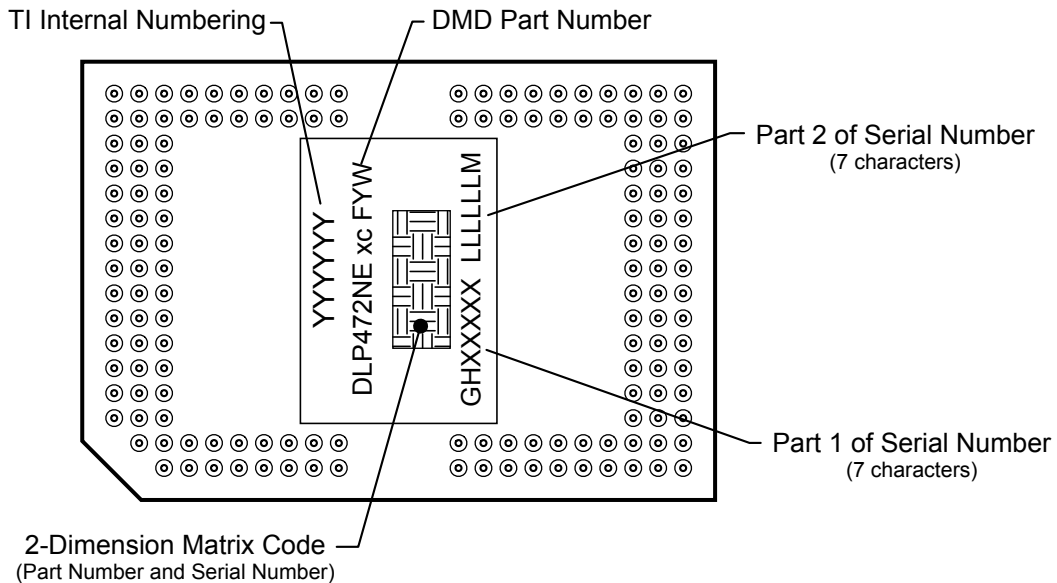 TI Internal Numbering
DMD Part Number
Part 2 of Serial Number
(7 characters)
YYYYYYY
DLP472NE xc FYW
GHXXXXX LLLLLLM
Part 1 of Serial Number
(7 characters)
2-Dimension Matrix Code
(Part Number and Serial Number)